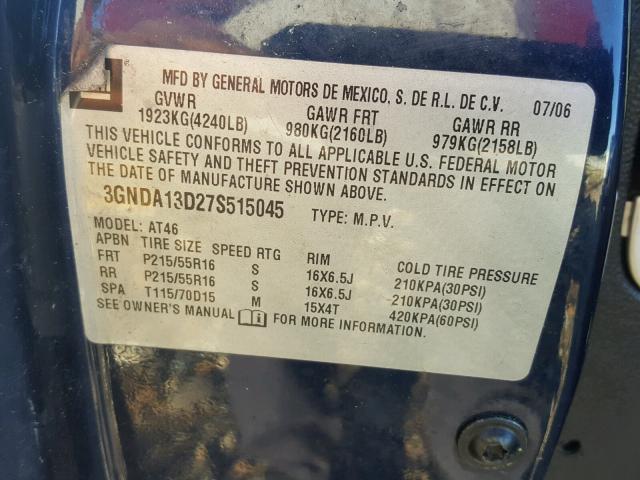 MFD BY GENERAL MOTORS DE MEXICO, S. DE R.L. DE C.V. 07/06
GVWR GAWR FRT GAWR RR
1923KG(4240LB) 980KG(2160LB) 979KG(2158LB)
THIS VEHICLE CONFORMS TO ALL APPLICABLE U.S. FEDERAL MOTOR
VEHICLE SAFETY AND THEFT PREVENTION STANDARDS IN EFFECT ON
THE DATE OF MANUFACTURE SHOWN ABOVE.
3GNDA13D27S515045 TYPE: M.P.V.
MODEL: AT46
APBN TIRE SIZE SPEED RTG RIM COLD TIRE PRESSURE
FRT P215/55R16 S 16X6.5J 210KPA(30PSI)
RR P215/55R16 S 16X6.5J 210KPA(30PSI)
SPA T115/70D15 M 15X4T 420KPA(60PSI)
SEE OWNER'S MANUAL FOR MORE INFORMATION.